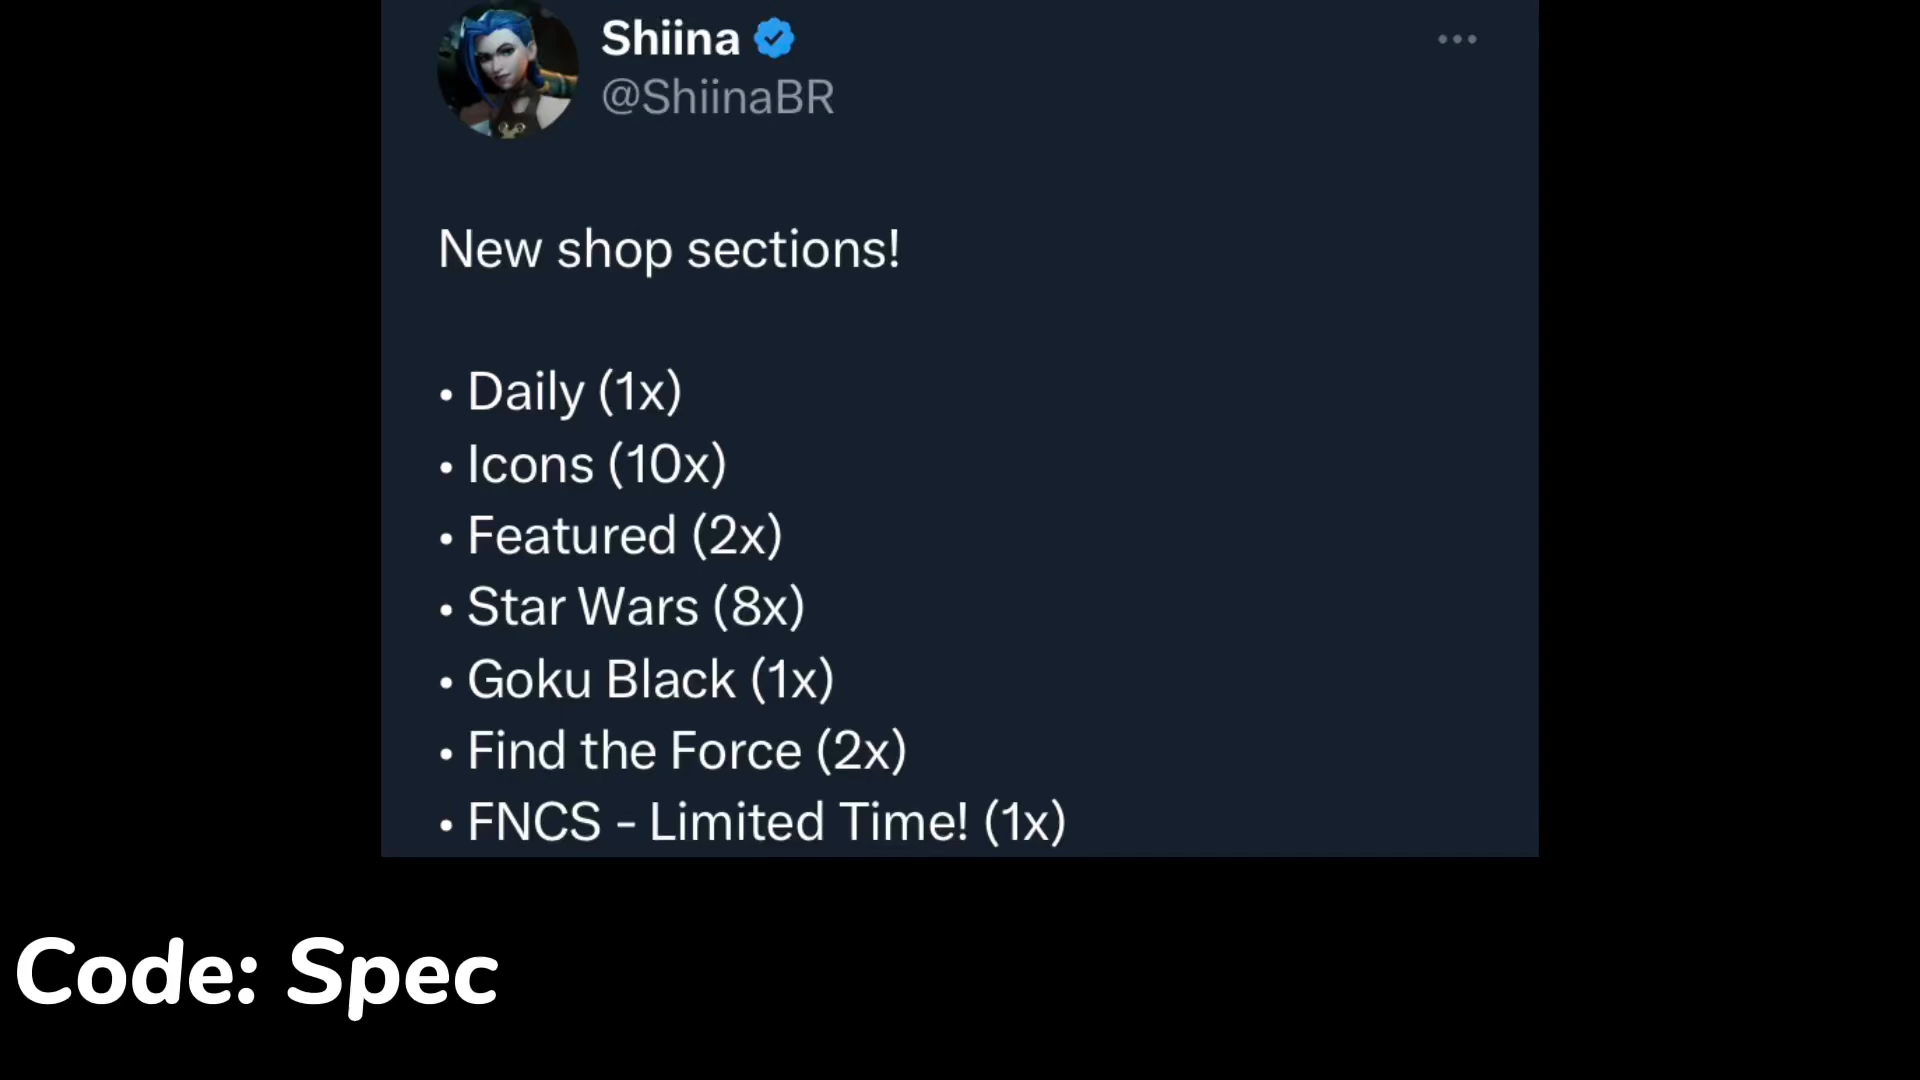 Shiina
@ShiinaBR
New shop sections!
• Daily (1x)
• Icons (10x)
• Featured (2x)
• Star Wars (8x)
• Goku Black (1x)
• Find the Force (2x)
• FNCS - Limited Time! (1x)
Code: Spec